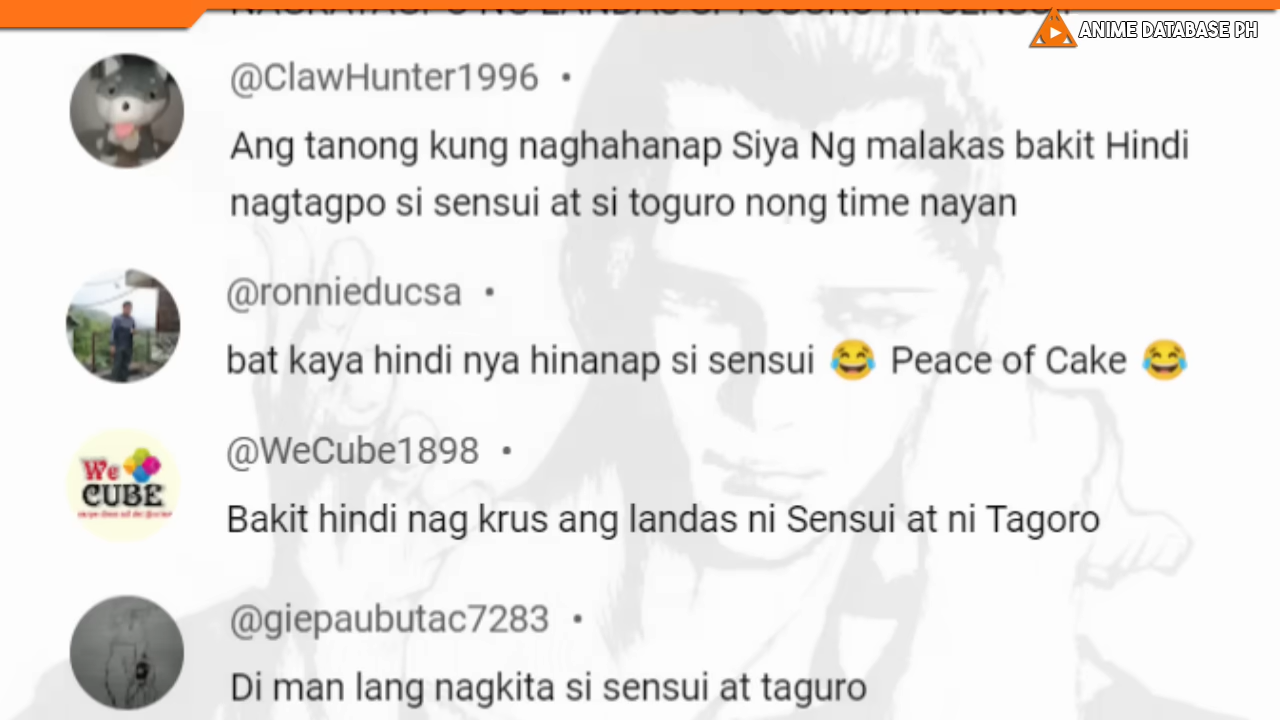 ANIME DATABASE PH
@ClawHunter1996 •
Ang tanong kung naghahanap Siya Ng malakas bakit Hindi
nagtagpo si sensui at si toguro nong time nayan
@ronnieducsa •
bat kaya hindi nya hinanap si sensui 😂 Peace of Cake 😂
We
CUBE
@WeCube1898 •
Bakit hindi nag krus ang landas ni Sensui at ni Tagoro
@giepaubutac7283 •
Di man lang nagkita si sensui at taguro